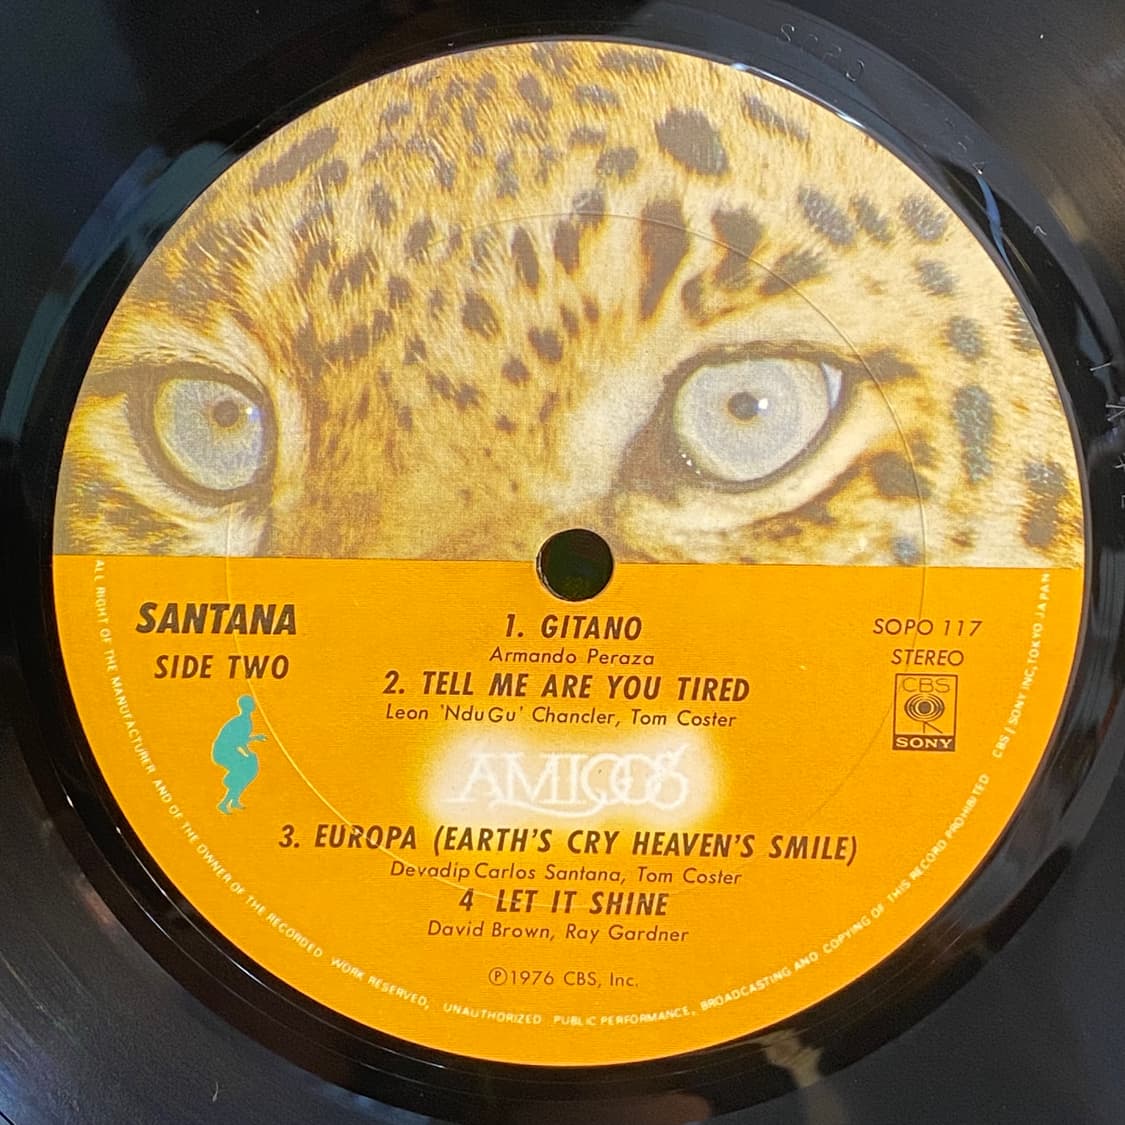 SANTANA
SIDE TWO
1. GITANO
Armando Peraza
2. TELL ME ARE YOU TIRED
Leon 'NduGu' Chancler, Tom Coster
AMIGOS
3. EUROPA (EARTH'S CRY HEAVEN'S SMILE)
Devadip Carlos Santana, Tom Coster
4 LET IT SHINE
David Brown, Ray Gardner
℗1976 CBS, Inc.
SOPO 117
STEREO
CBS
SONY
ALL RIGHT OF THE MANUFACTURER AND OF THE OWNER OF THE RECORDED WORK RESERVED, UNAUTHORIZED PUBLIC PERFORMANCE, BROADCASTING AND COPYING OF THIS RECORD PROHIBITED CBS / SONY INC, TOKYO JAPAN
SOPO